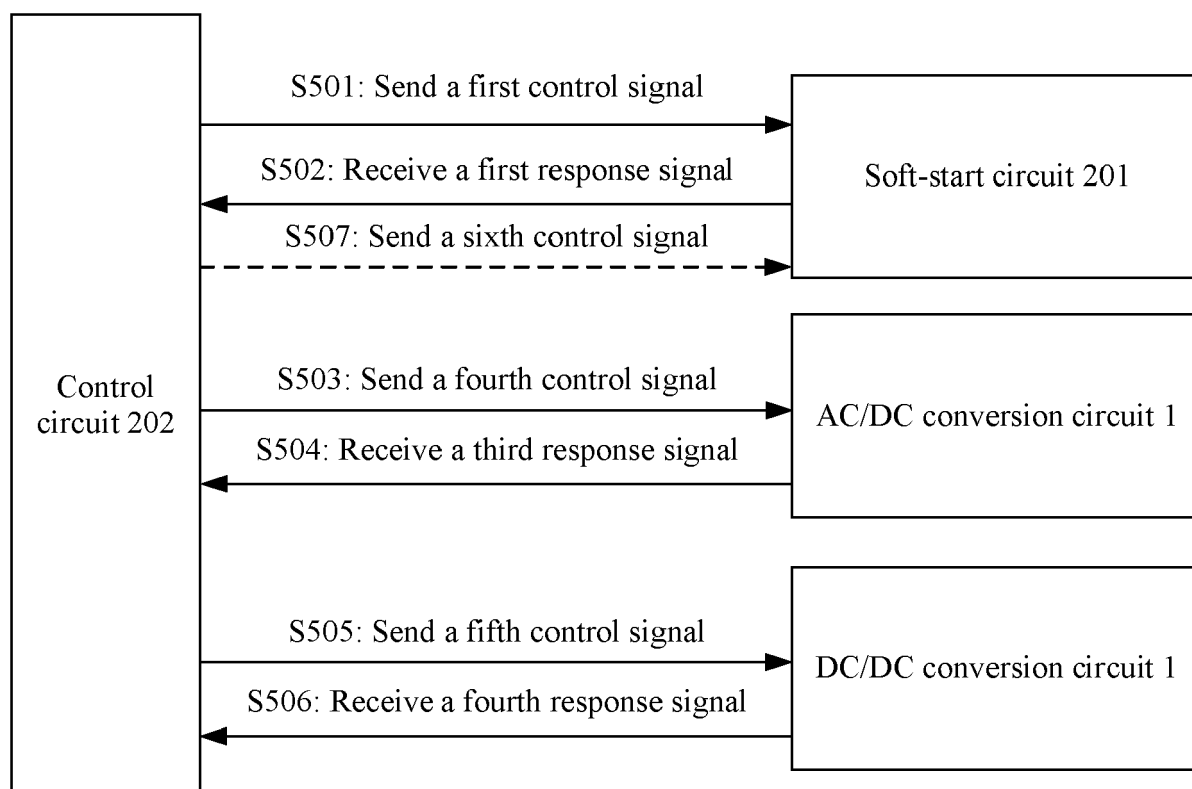 S501: Send a first control signal
S502: Receive a first response signal
Soft-start circuit 201
S507: Send a sixth control signal
Control
circuit 202
S503: Send a fourth control signal
AC/DC conversion circuit 1
S504: Receive a third response signal
S505: Send a fifth control signal
DC/DC conversion circuit 1
S506: Receive a fourth response signal